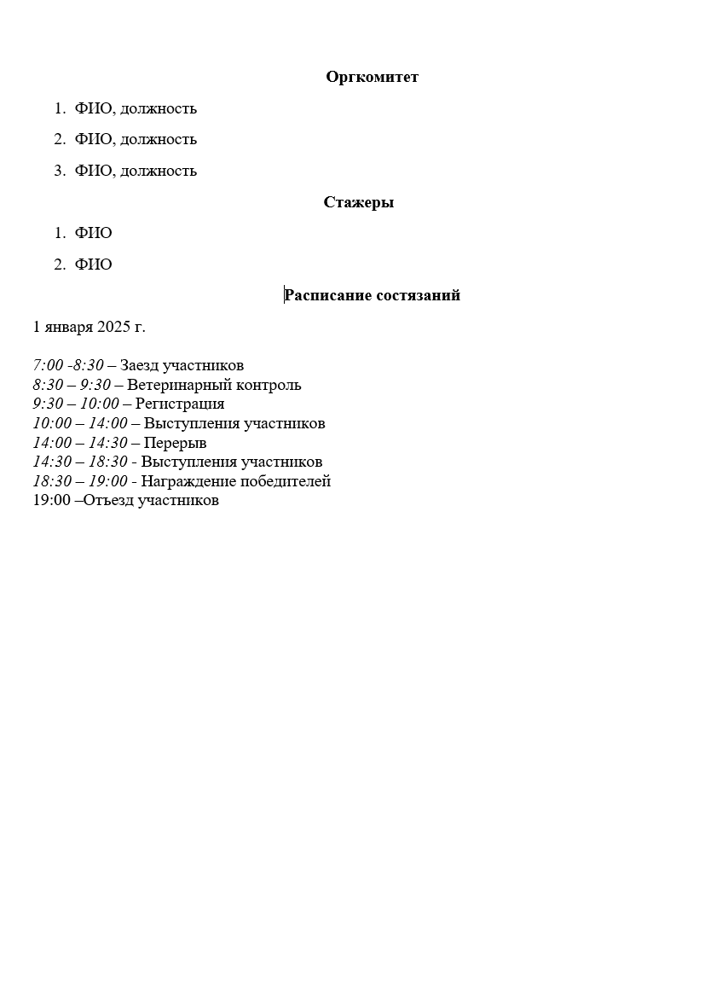 Оргкомитет
1. ФИО, должность
2. ФИО, должность
3. ФИО, должность
Стажеры
1. ФИО
2. ФИО
Расписание состязаний
1 января 2025 г.
7:00 -8:30 – Заезд участников
8:30 – 9:30 – Ветеринарный контроль
9:30 – 10:00 – Регистрация
10:00 – 14:00 – Выступления участников
14:00 – 14:30 – Перерыв
14:30 – 18:30 - Выступления участников
18:30 – 19:00 - Награждение победителей
19:00 –Отъезд участников